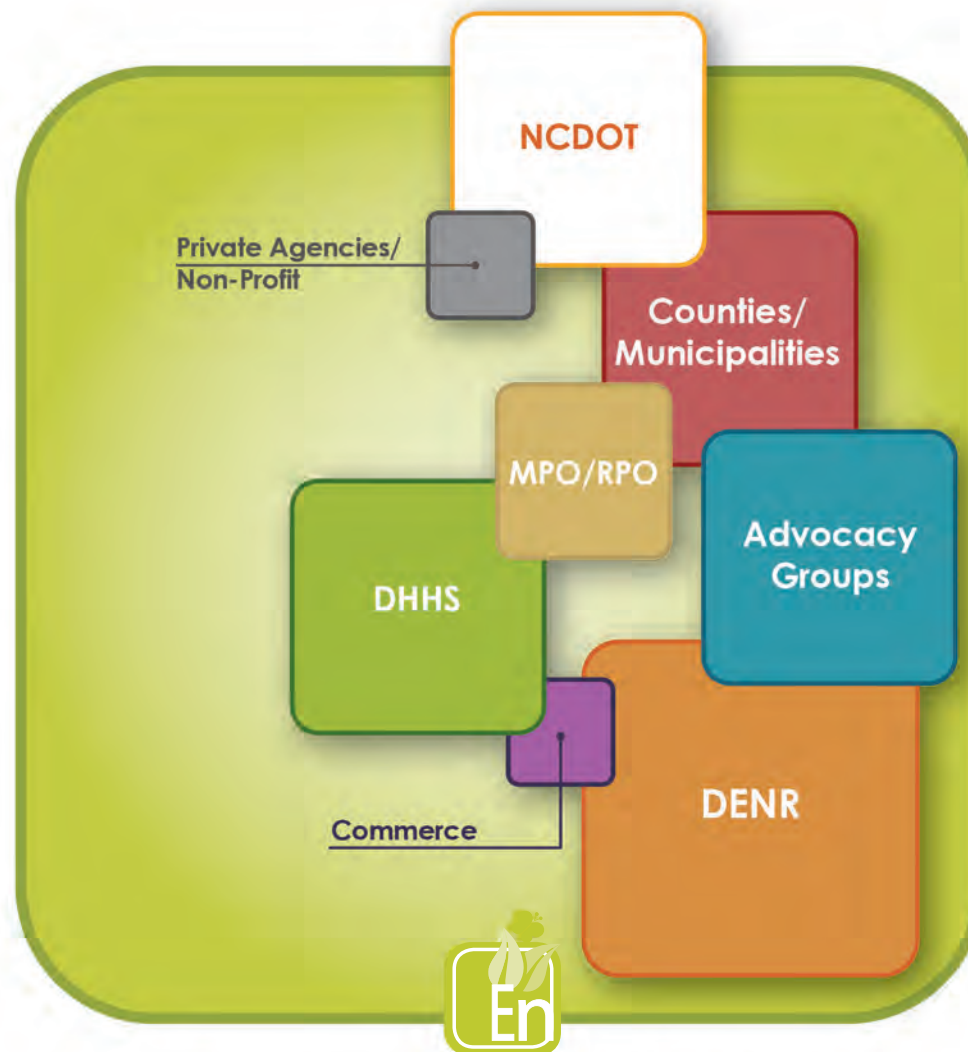 NCDOT
Private Agencies/
Non-Profit
Counties/
Municipalities
MPO/RPO
Advocacy
Groups
DHHS
DENR
Commerce
En